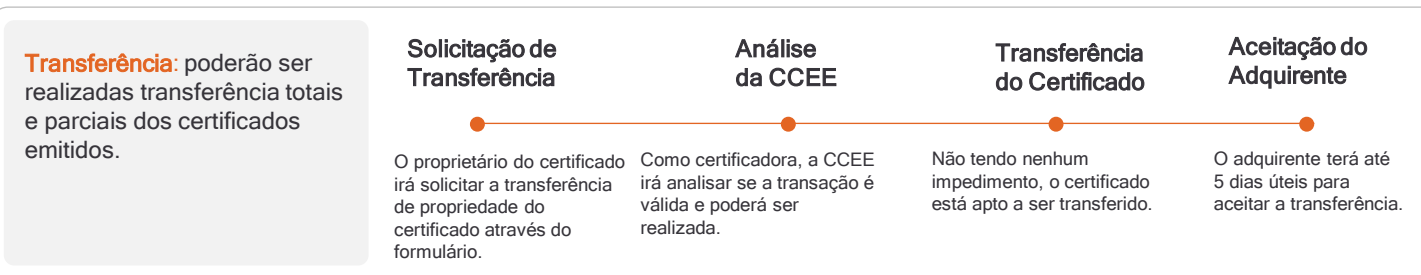 Transferência: poderão ser
realizadas transferência totais
e parciais dos certificados
emitidos.
Solicitação de
Transferência
O proprietário do certificado
irá solicitar a transferência
de propriedade do
certificado através do
formulário.
Análise
da CCEE
Como certificadora, a CCEE
irá analisar se a transação é
válida e poderá ser
realizada.
Transferência
do Certificado
Não tendo nenhum
impedimento, o certificado
está apto a ser transferido.
Aceitação do
Adquirente
O adquirente terá até
5 dias úteis para
aceitar a transferência.